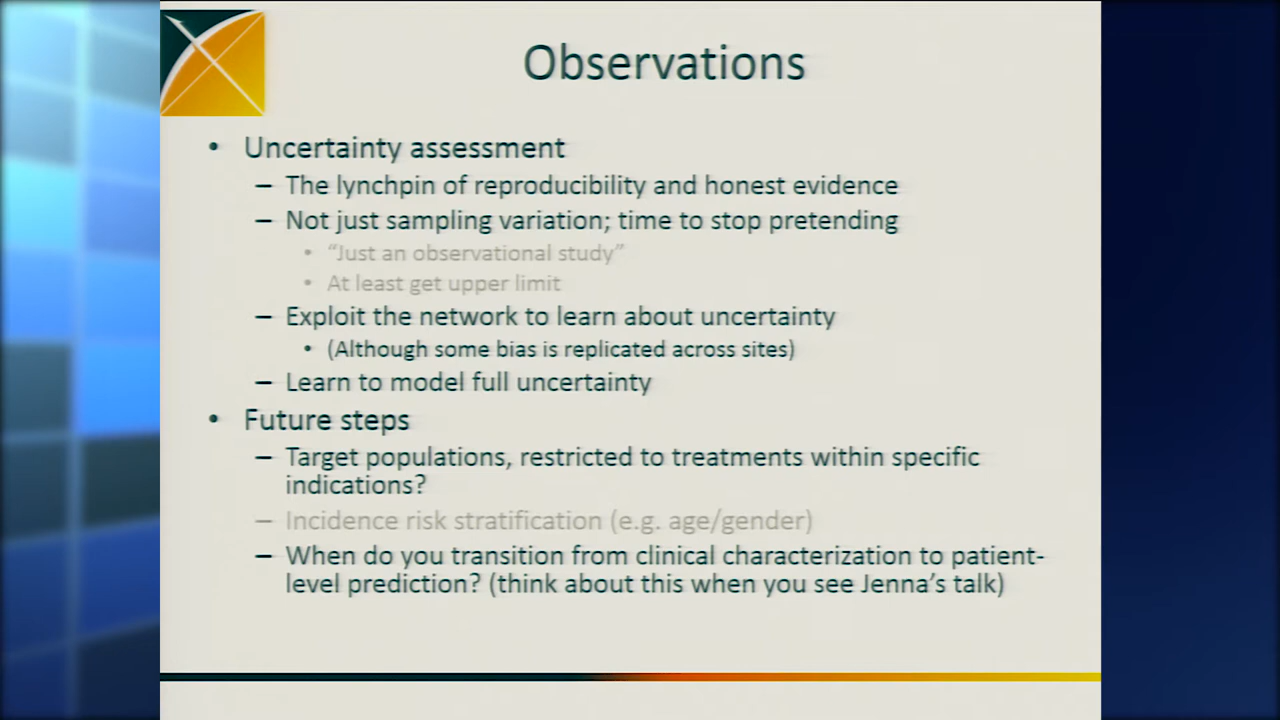 Observations
• Uncertainty assessment
– The lynchpin of reproducibility and honest evidence
– Not just sampling variation; time to stop pretending
• “Just an observational study”
• At least get upper limit
– Exploit the network to learn about uncertainty
• (Although some bias is replicated across sites)
– Learn to model full uncertainty
• Future steps
– Target populations, restricted to treatments within specific
indications?
– Incidence risk stratification (e.g. age/gender)
– When do you transition from clinical characterization to patient-
level prediction? (think about this when you see Jenna’s talk)